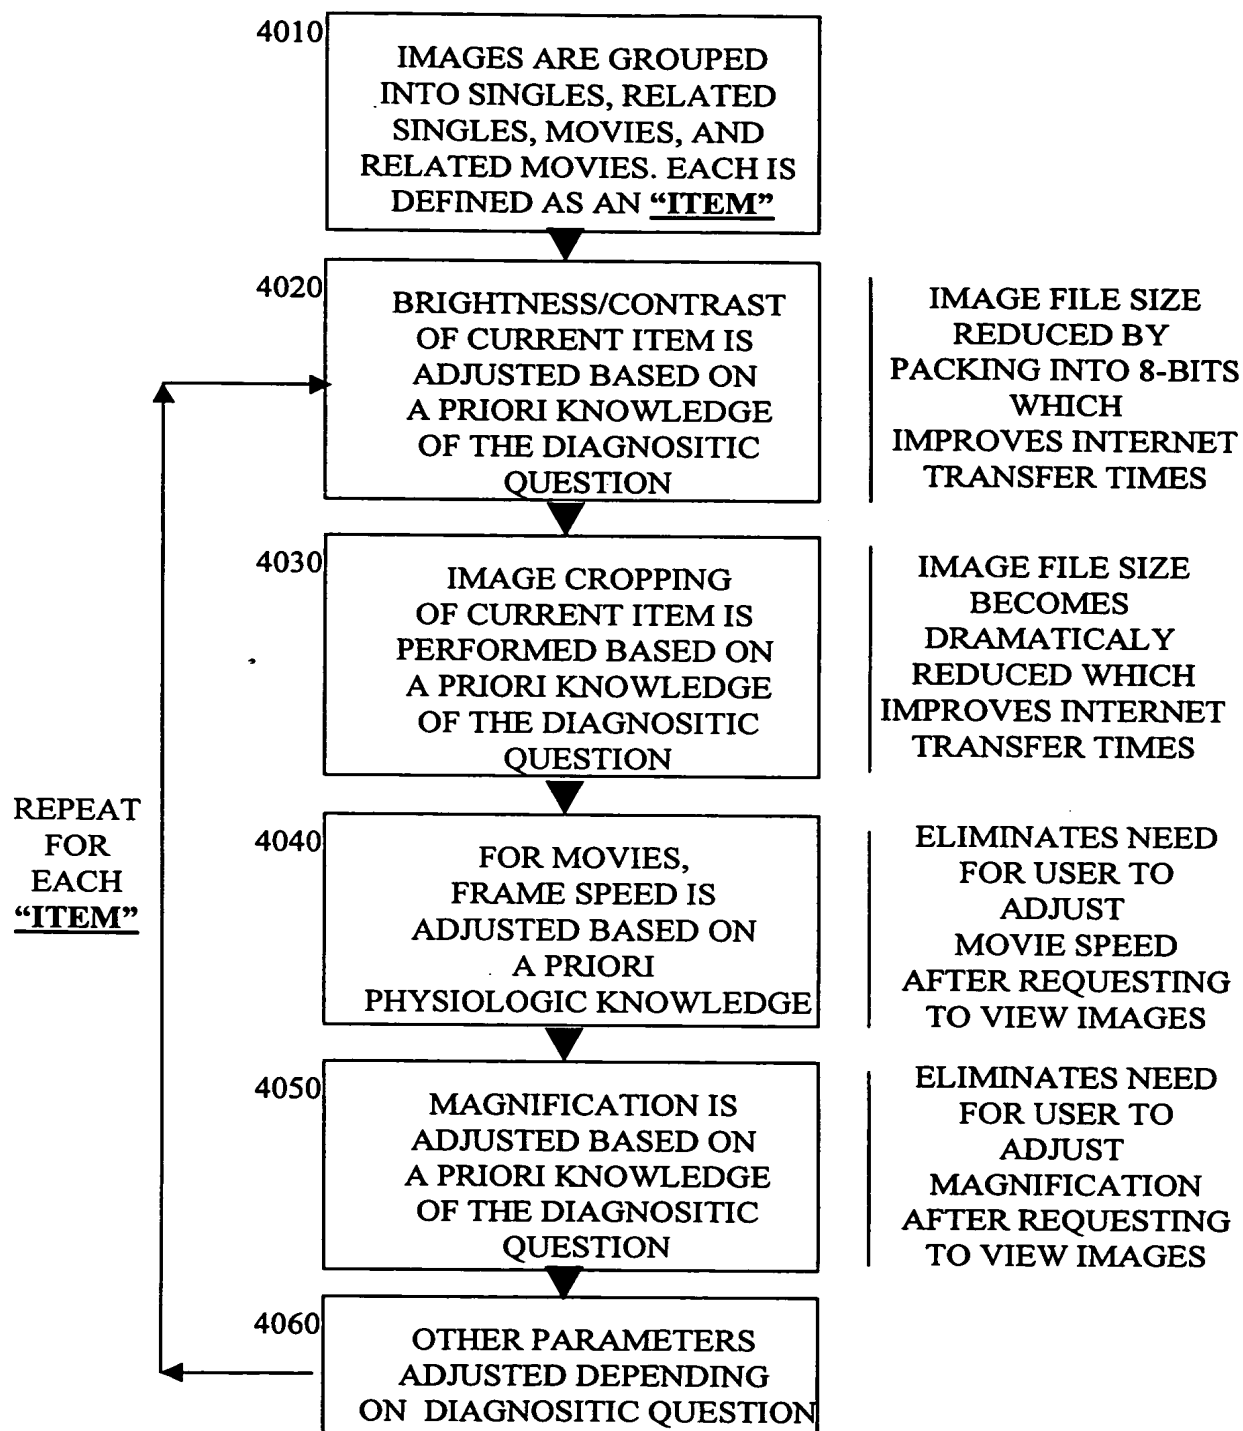 4010
IMAGES ARE GROUPED
INTO SINGLES, RELATED
SINGLES, MOVIES, AND
RELATED MOVIES. EACH IS
DEFINED AS AN “ITEM”
4020
BRIGHTNESS/CONTRAST
OF CURRENT ITEM IS
ADJUSTED BASED ON
A PRIORI KNOWLEDGE
OF THE DIAGNOSITIC
QUESTION
IMAGE FILE SIZE
REDUCED BY
PACKING INTO 8-BITS
WHICH
IMPROVES INTERNET
TRANSFER TIMES
4030
IMAGE CROPPING
OF CURRENT ITEM IS
PERFORMED BASED ON
A PRIORI KNOWLEDGE
OF THE DIAGNOSITIC
QUESTION
IMAGE FILE SIZE
BECOMES
DRAMATICALY
REDUCED WHICH
IMPROVES INTERNET
TRANSFER TIMES
REPEAT
FOR
EACH
“ITEM”
4040
FOR MOVIES,
FRAME SPEED IS
ADJUSTED BASED ON
A PRIORI
PHYSIOLOGIC KNOWLEDGE
ELIMINATES NEED
FOR USER TO
ADJUST
MOVIE SPEED
AFTER REQUESTING
TO VIEW IMAGES
4050
MAGNIFICATION IS
ADJUSTED BASED ON
A PRIORI KNOWLEDGE
OF THE DIAGNOSITIC
QUESTION
ELIMINATES NEED
FOR USER TO
ADJUST
MAGNIFICATION
AFTER REQUESTING
TO VIEW IMAGES
4060
OTHER PARAMETERS
ADJUSTED DEPENDING
ON DIAGNOSITIC QUESTION